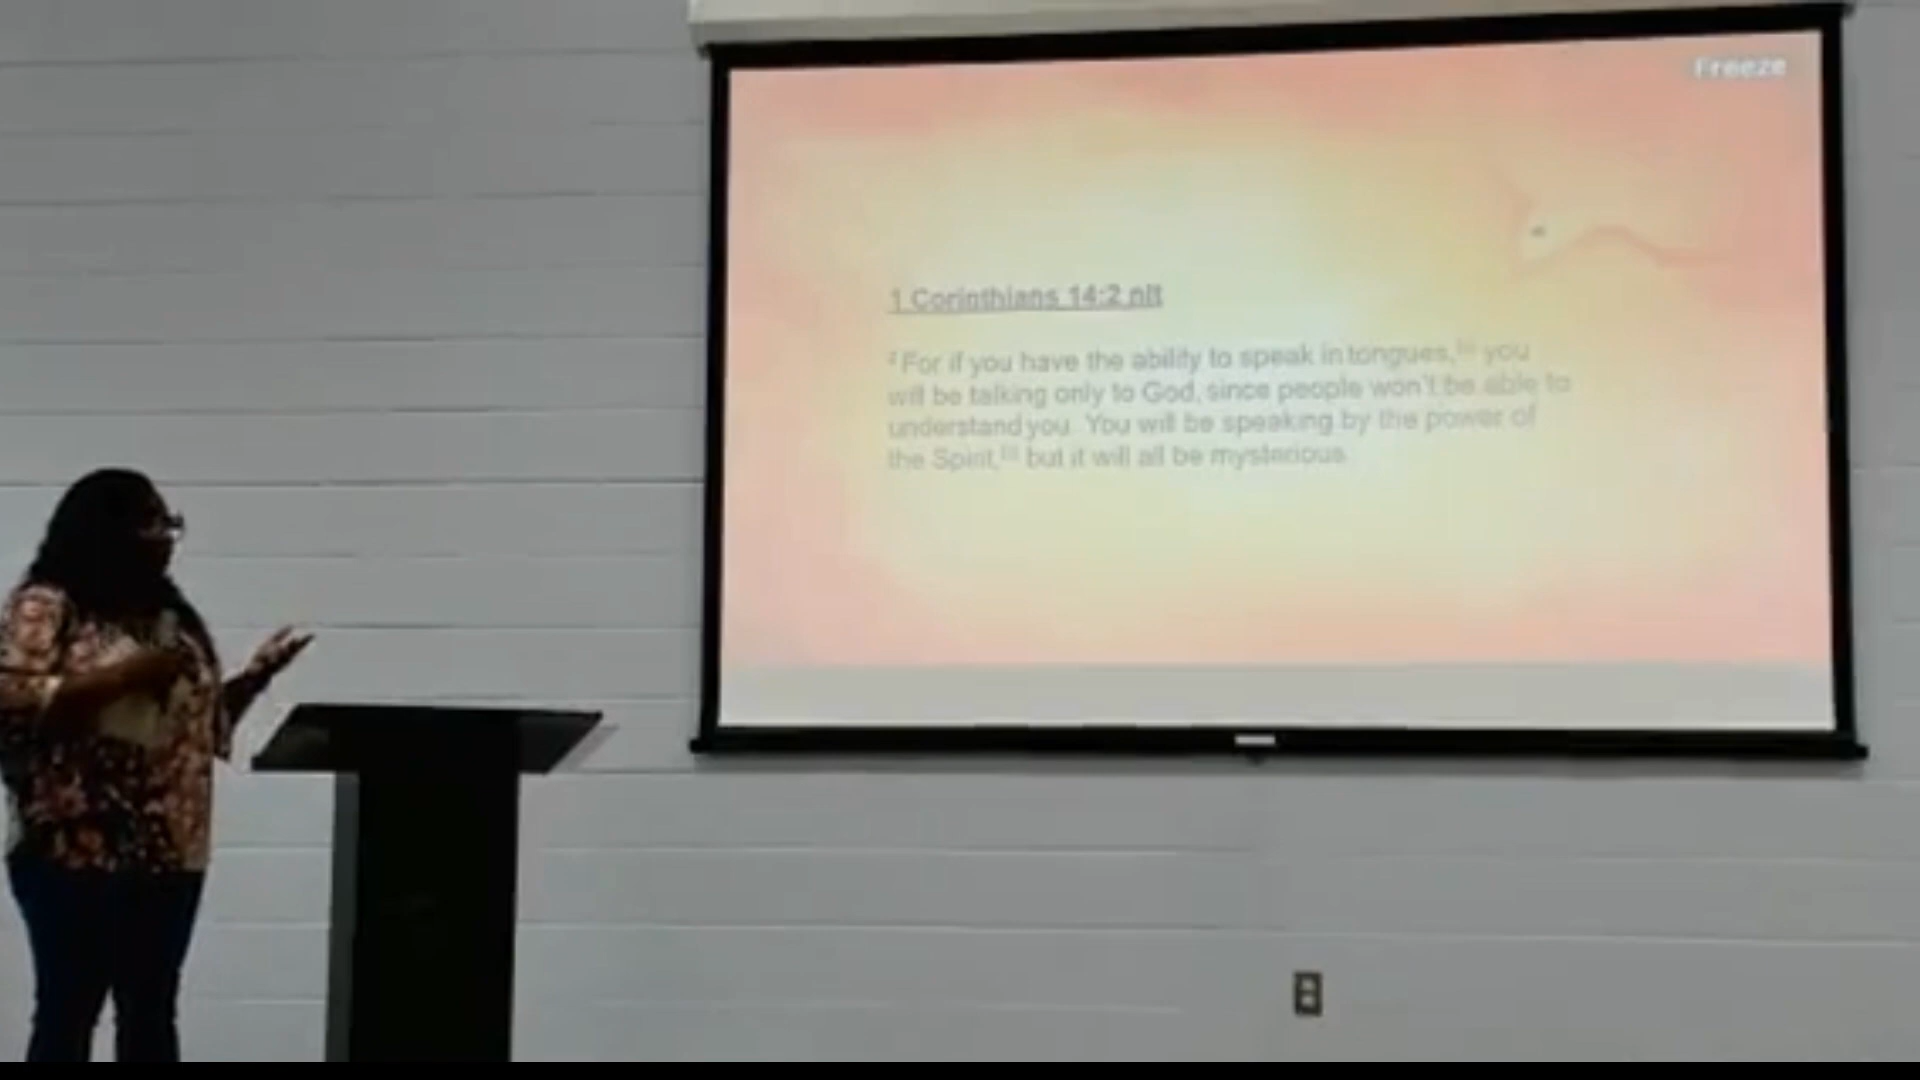 Freeze
1 Corinthians 14:2 nlt
2 For if you have the ability to speak in tongues, you
will be talking only to God, since people won't be able to
understand you. You will be speaking by the power of
the Spirit, but it will all be mysterious.